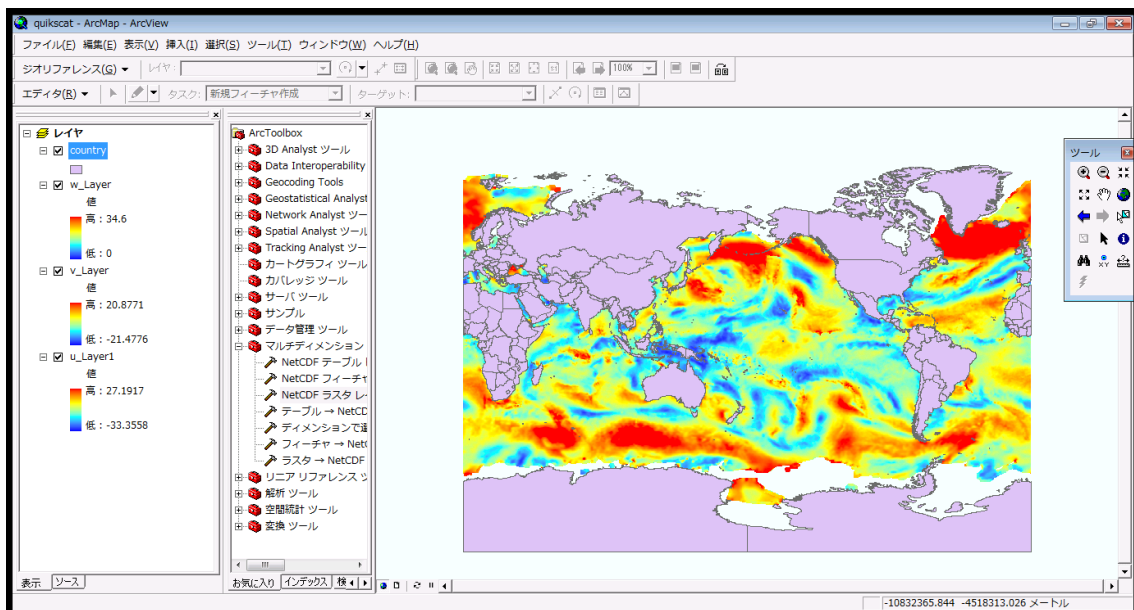 quikscat - ArcMap - ArcView
ファイル(F) 編集(E) 表示(V) 挿入(I) 選択(S) ツール(T) ウィンドウ(W) ヘルプ(H)
ジオリファレンス(G) レイヤ: 100%
エディタ(R) タスク: 新規フィーチャ作成 ターゲット:
レイヤ
country
w_Layer
値
高 : 34.6
低 : 0
v_Layer
値
高 : 20.8771
低 : -21.4776
u_Layer1
値
高 : 27.1917
低 : -33.3558
表示 ソース
ArcToolbox
3D Analyst ツール
Data Interoperability
Geocoding Tools
Geostatistical Analyst
Network Analyst ツー
Spatial Analyst ツール
Tracking Analyst ツー
カートグラフィ ツール
カバレッジ ツール
サーバ ツール
サンプル
データ管理 ツール
マルチディメンション
NetCDF テーブル
NetCDF フィーチャ
NetCDF ラスタ レ
テーブル → NetCD
ディメンションで
フィーチャ → Net
ラスタ → NetCDF
リニア リファレンス
解析 ツール
空間統計 ツール
変換 ツール
お気に入り インデックス 検
ツール
XY
-10832365.844 -4518313.026 メートル